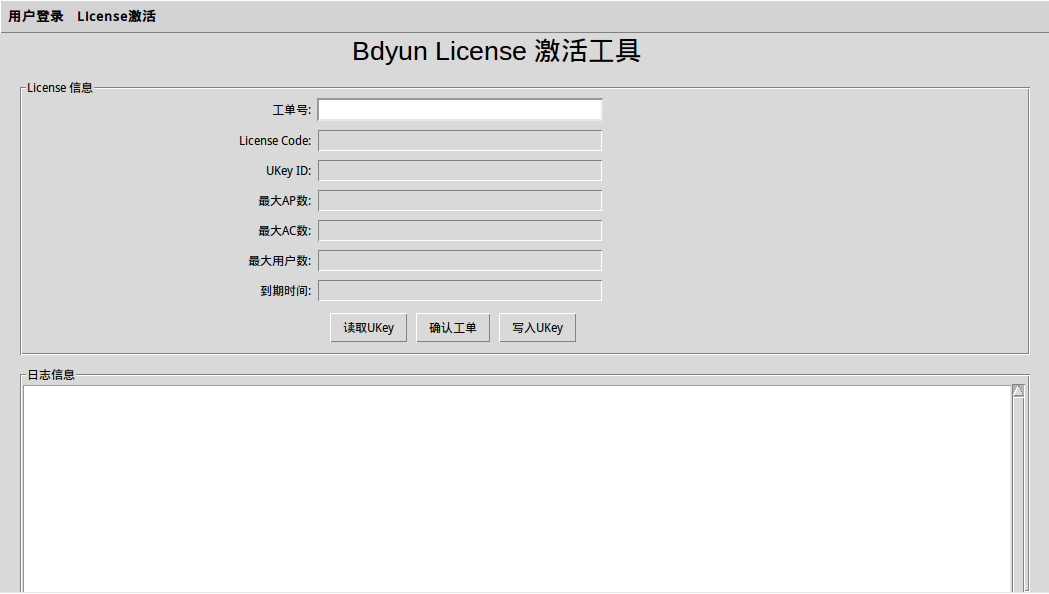 用户登录 License激活
Bdyun License 激活工具
License 信息
工单号:
License Code:
UKey ID:
最大AP数:
最大AC数:
最大用户数:
到期时间:
读取UKey 确认工单 写入UKey
日志信息